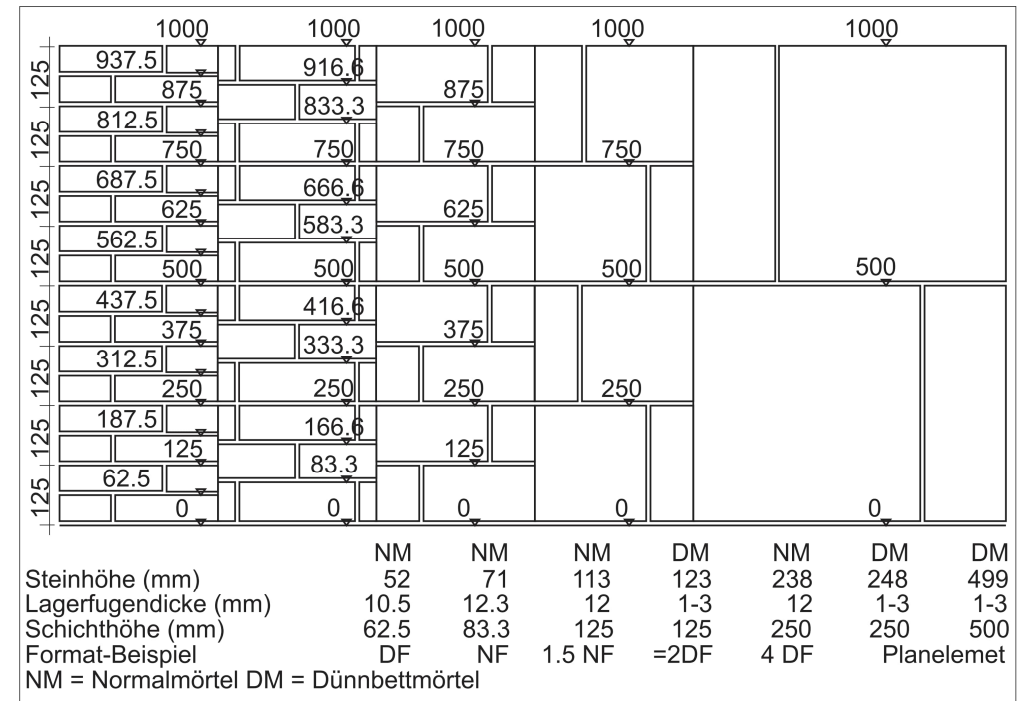 1000 1000 1000 1000 1000
937.5 916.6
125 875 833.3 875
812.5
125 750 750 750 750
687.5 666.6
125 625 583.3 625
562.5
125 500 500 500 500 500
437.5 416.6
125 375 333.3 375
312.5
125 250 250 250 250
187.5 166.6
125 125 83.3 125
62.5
125 0 0 0 0 0
NM NM NM DM NM DM DM
Steinhöhe (mm) 52 71 113 123 238 248 499
Lagerfugendicke (mm) 10.5 12.3 12 1-3 12 1-3 1-3
Schichthöhe (mm) 62.5 83.3 125 125 250 250 500
Format-Beispiel DF NF 1.5 NF =2DF 4 DF Planelemet
NM = Normalmörtel DM = Dünnbettmörtel